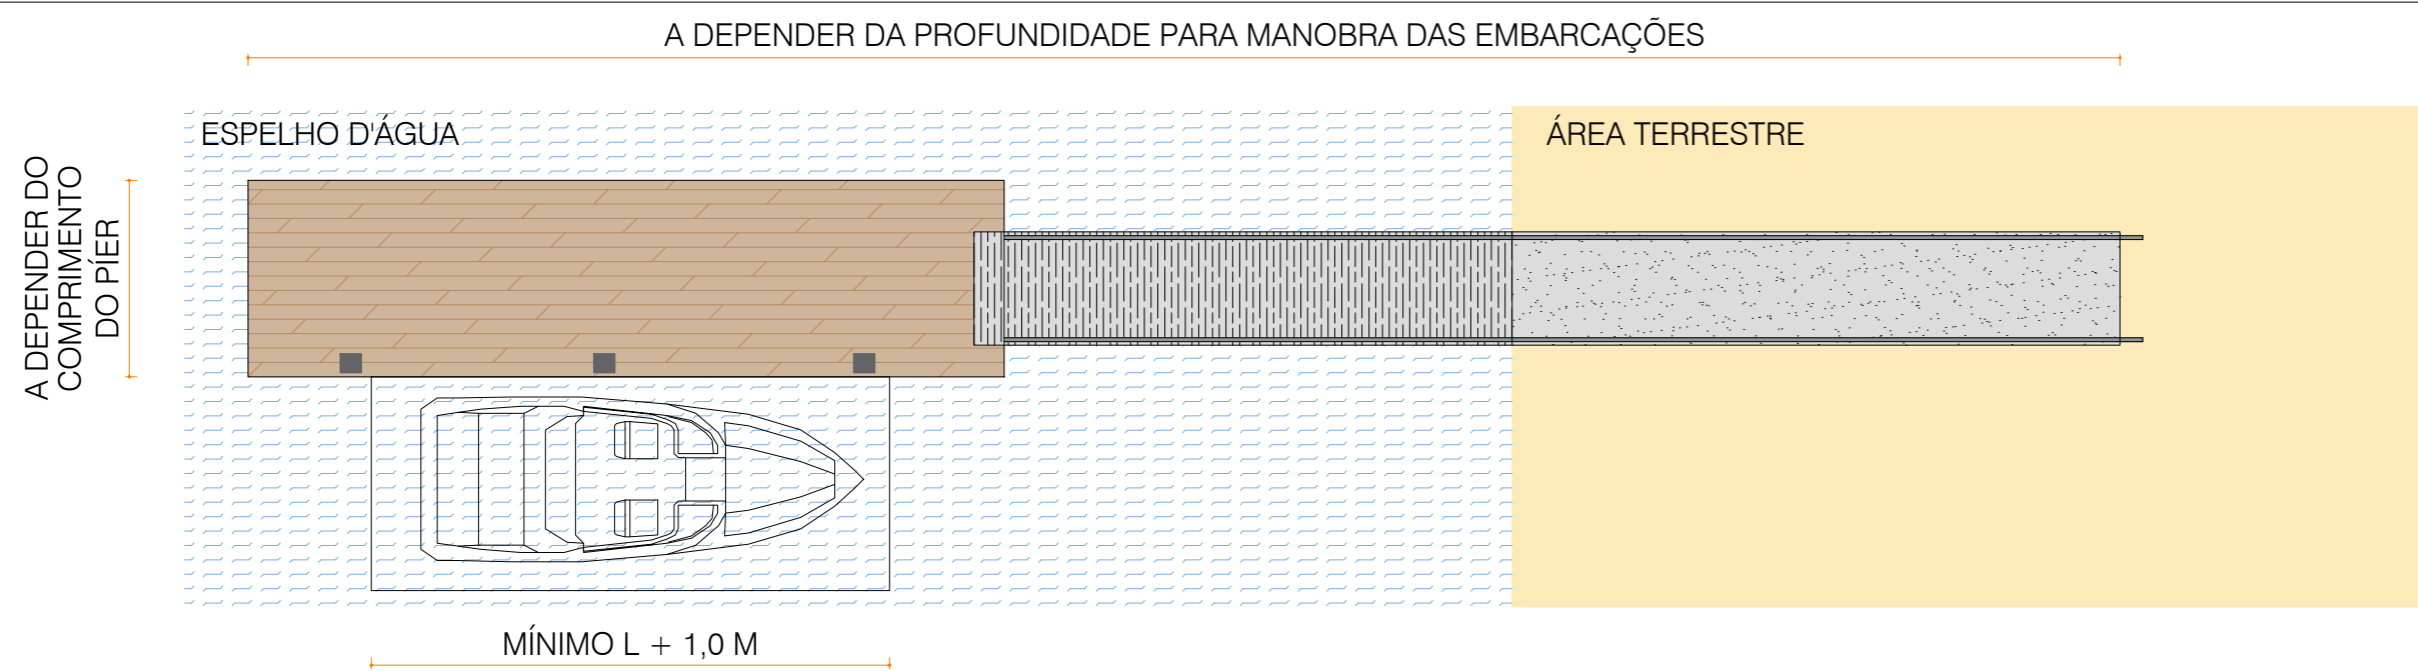 A DEPENDER DA PROFUNDIDADE PARA MANOBRA DAS EMBARCAÇÕES
ESPELHO D'ÁGUA
ÁREA TERRESTRE
A DEPENDER DO
COMPRIMENTO
DO PÍER
MÍNIMO L + 1,0 M